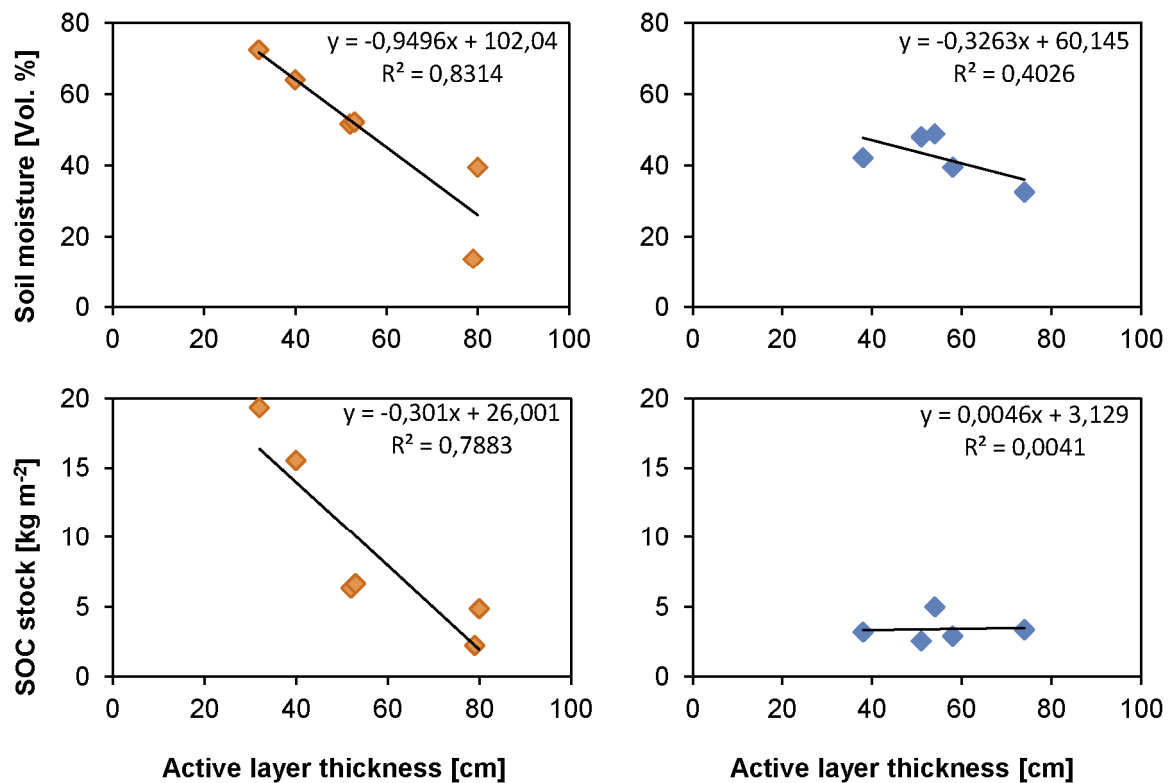 Soil moisture [Vol. %]
80
60
40
20
0
y = -0,9496x + 102,04
R² = 0,8314
0 20 40 60 80 100
80
60
40
20
0
y = -0,3263x + 60,145
R² = 0,4026
0 20 40 60 80 100
SOC stock [kg m⁻²]
20
15
10
5
0
y = -0,301x + 26,001
R² = 0,7883
0 20 40 60 80 100
Active layer thickness [cm]
20
15
10
5
0
y = 0,0046x + 3,129
R² = 0,0041
0 20 40 60 80 100
Active layer thickness [cm]